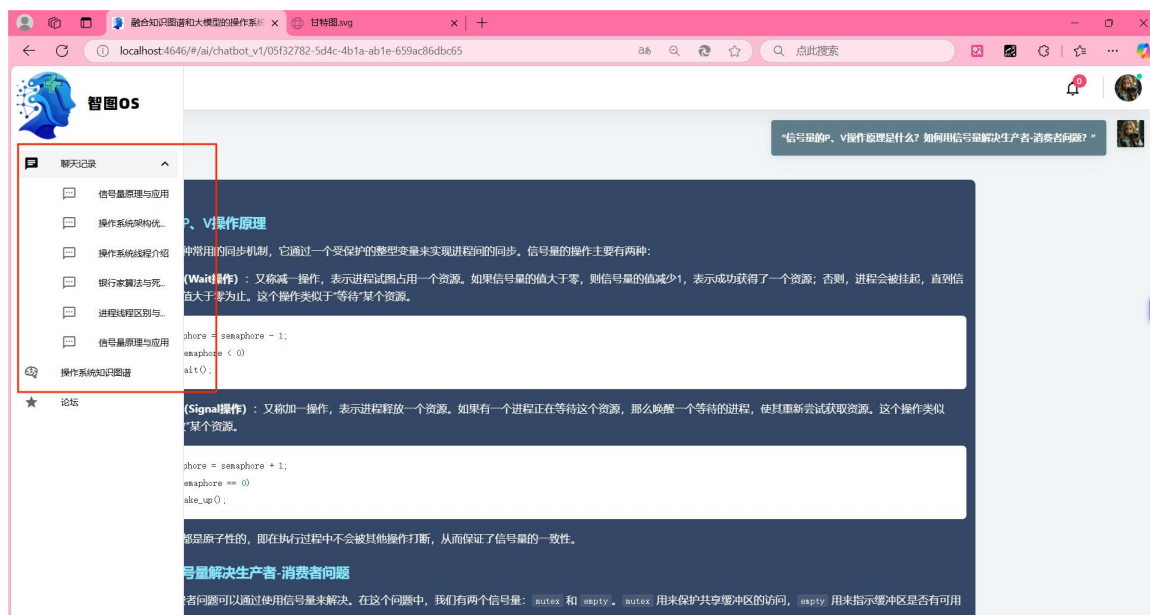 融合知识图谱和大模型的操作系
甘特图.svg
localhost:4646/#/ai/chatbot_v1/05f32782-5d4c-4b1a-ab1e-659ac86dbc65
点此搜索
智图OS
"信号量的P、V操作原理是什么？如何用信号量解决生产者-消费者问题？"
聊天记录
信号量原理与应用
操作系统架构优...
操作系统线程介绍
银行家算法与死...
进程线程区别与...
信号量原理与应用
操作系统知识图谱
论坛
P、V操作原理
种常用的同步机制，它通过一个受保护的整型变量来实现进程间的同步。信号量的操作主要有两种：
(Wait操作)：又称减一操作，表示进程试图占用一个资源。如果信号量的值大于零，则信号量的值减少1，表示成功获得了一个资源；否则，进程会被挂起，直到信
值大于零为止。这个操作类似于"等待"某个资源。
phore = semaphore - 1;
emaphore < 0)
ait();
(Signal操作)：又称加一操作，表示进程释放一个资源。如果有一个进程正在等待这个资源，那么唤醒一个等待的进程，使其重新尝试获取资源。这个操作类似
"某个资源。
phore = semaphore + 1;
emaphore == 0)
ake_up();
都是原子性的，即在执行过程中不会被其他操作打断，从而保证了信号量的一致性。
号量解决生产者-消费者问题
者问题可以通过使用信号量来解决。在这个问题中，我们有两个信号量：mutex 和 empty。mutex 用来保护共享缓冲区的访问，empty 用来指示缓冲区是否有可用